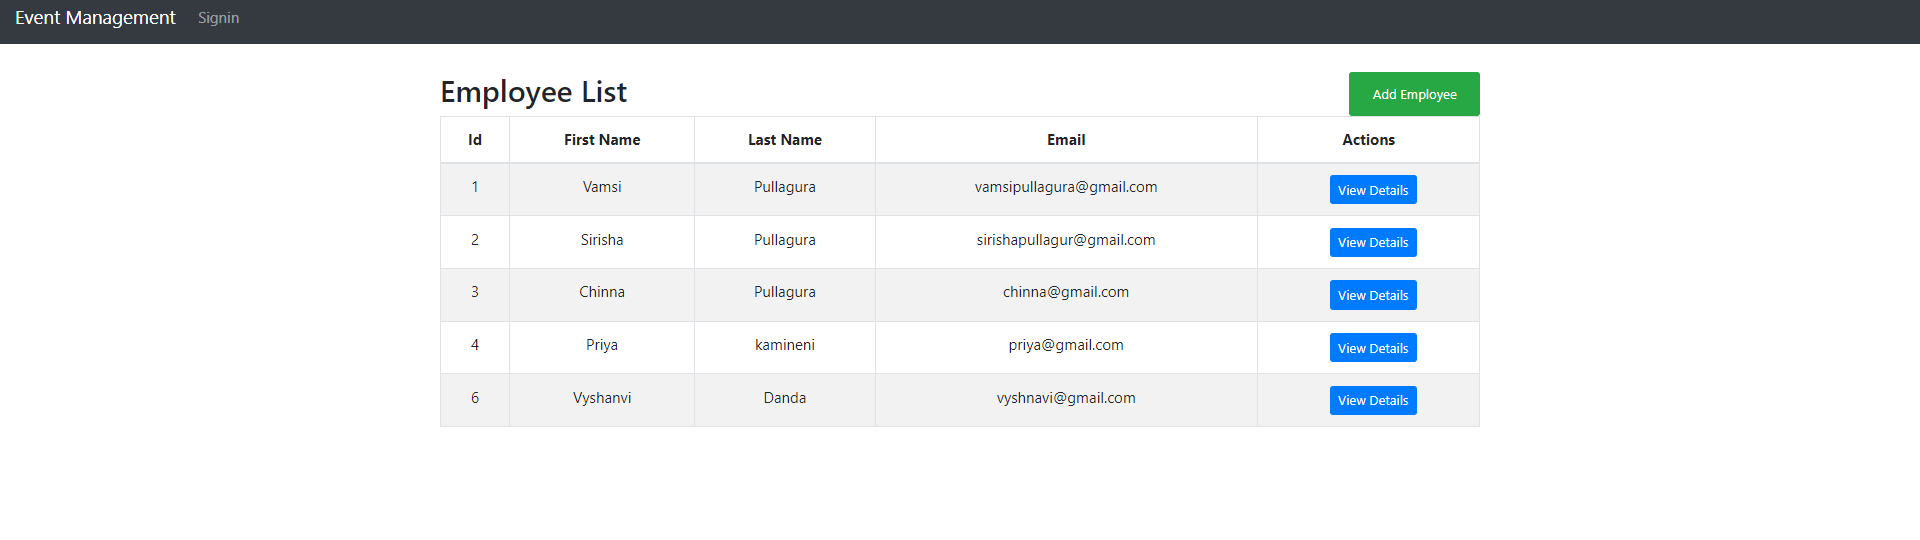 Event Management Signin
Employee List Add Employee
Id First Name Last Name Email Actions
1 Vamsi Pullagura vamsipullagura@gmail.com View Details
2 Sirisha Pullagura sirishapullagur@gmail.com View Details
3 Chinna Pullagura chinna@gmail.com View Details
4 Priya kamineni priya@gmail.com View Details
6 Vyshanvi Danda vyshnavi@gmail.com View Details